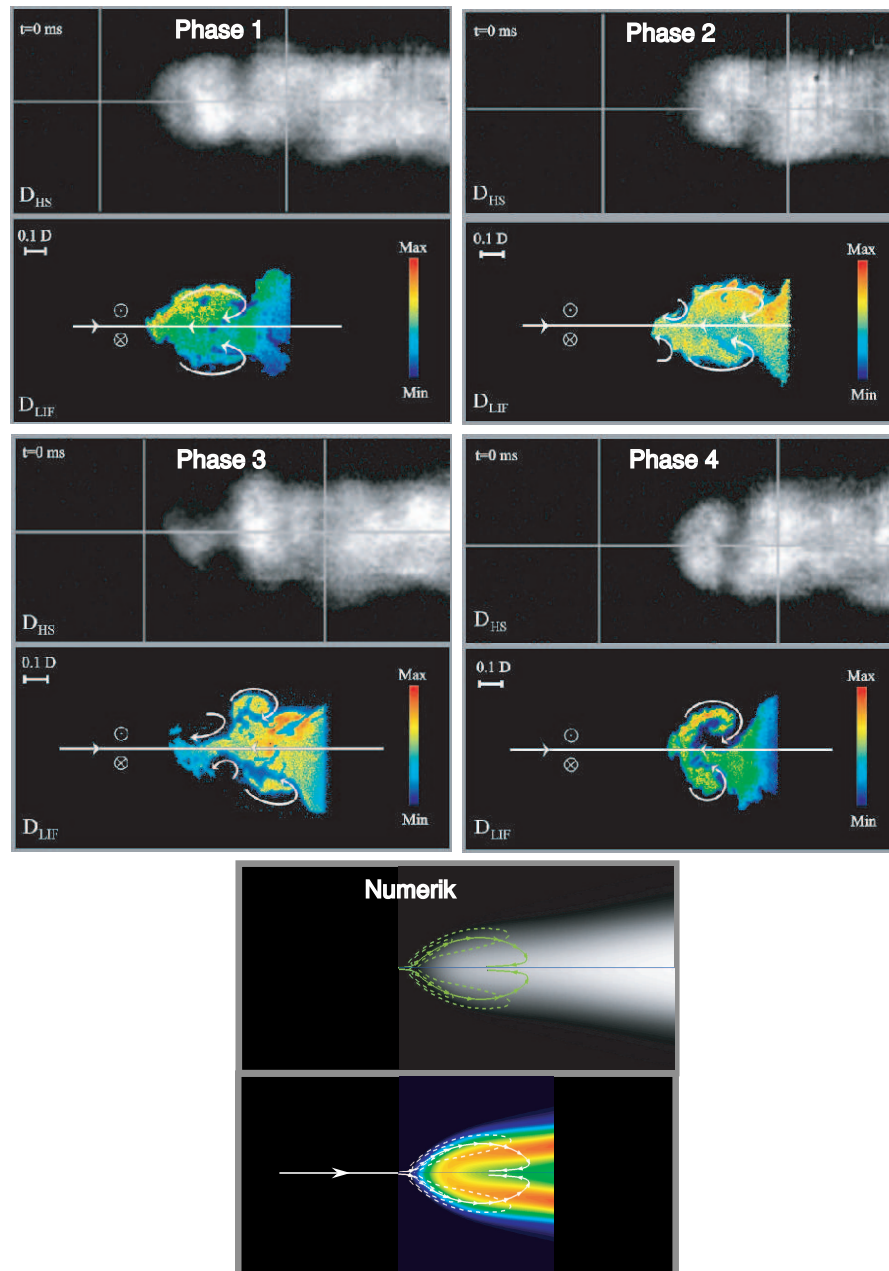 t=0 ms Phase 1
D_HS
0.1 D
Max
Min
D_LIF
t=0 ms Phase 2
D_HS
0.1 D
Max
Min
D_LIF
t=0 ms Phase 3
D_HS
0.1 D
Max
Min
D_LIF
t=0 ms Phase 4
D_HS
0.1 D
Max
Min
D_LIF
Numerik